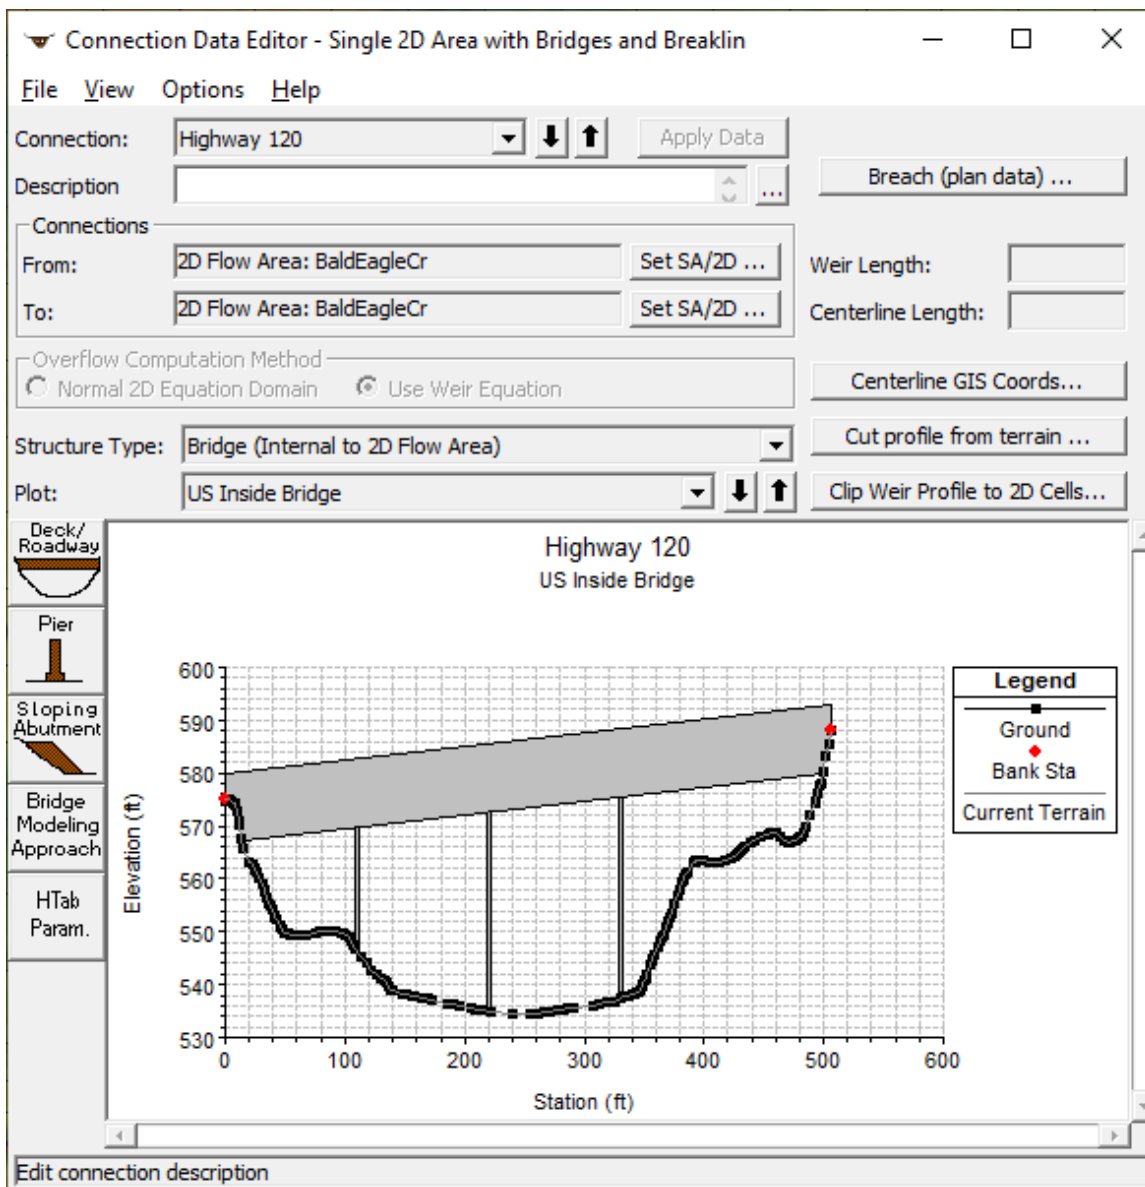 Connection Data Editor - Single 2D Area with Bridges and Breaklin
File View Options Help
Connection: Highway 120 Apply Data
Description ... Breach (plan data) ...
Connections
From: 2D Flow Area: BaldEagleCr Set SA/2D ... Weir Length:
To: 2D Flow Area: BaldEagleCr Set SA/2D ... Centerline Length:
Overflow Computation Method
Normal 2D Equation Domain Use Weir Equation Centerline GIS Coords...
Structure Type: Bridge (Internal to 2D Flow Area) Cut profile from terrain ...
Plot: US Inside Bridge Clip Weir Profile to 2D Cells...
Deck/
Roadway
Pier
Sloping
Abutment
Bridge
Modeling
Approach
HTab
Param.
Highway 120
US Inside Bridge
Elevation (ft)
600
590
580
570
560
550
540
530
0 100 200 300 400 500 600
Station (ft)
Legend
Ground
Bank Sta
Current Terrain
Edit connection description